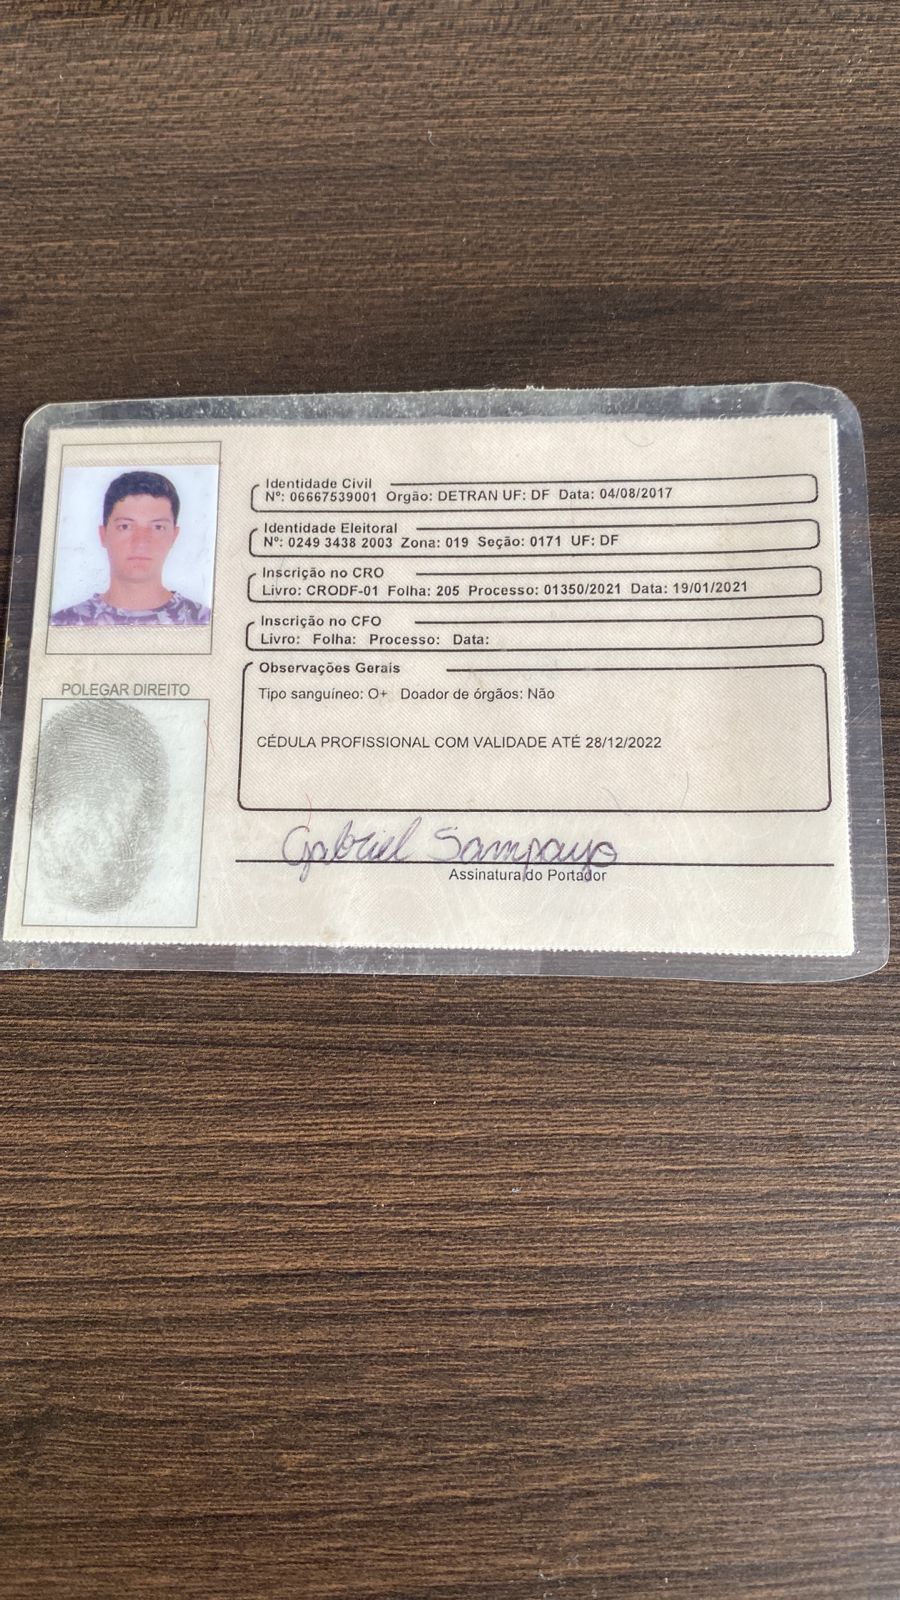 Identidade Civil
Nº: 06667539001 Orgão: DETRAN UF: DF Data: 04/08/2017
Identidade Eleitoral
Nº: 0249 3438 2003 Zona: 019 Seção: 0171 UF: DF
Inscrição no CRO
Livro: CRODF-01 Folha: 205 Processo: 01350/2021 Data: 19/01/2021
Inscrição no CFO
Livro: Folha: Processo: Data:
Observações Gerais
Tipo sanguíneo: O+ Doador de órgãos: Não
CÉDULA PROFISSIONAL COM VALIDADE ATÉ 28/12/2022
POLEGAR DIREITO
Gabriel Sampayo
Assinatura do Portador